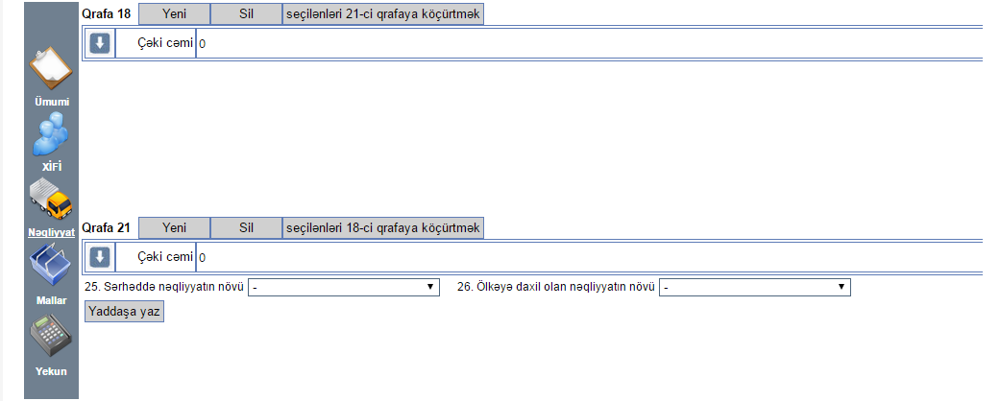 Qrafa 18 Yeni Sil seçilənləri 21-ci qrafaya köçürtmək
Çəki cəmi 0
Ümumi
XİFİ
Nəqliyyat
Qrafa 21 Yeni Sil seçilənləri 18-ci qrafaya köçürtmək
Çəki cəmi 0
25. Sərhəddə nəqliyyatın növü - 26. Ölkəyə daxil olan nəqliyyatın növü -
Mallar
Yaddaşa yaz
Yekun